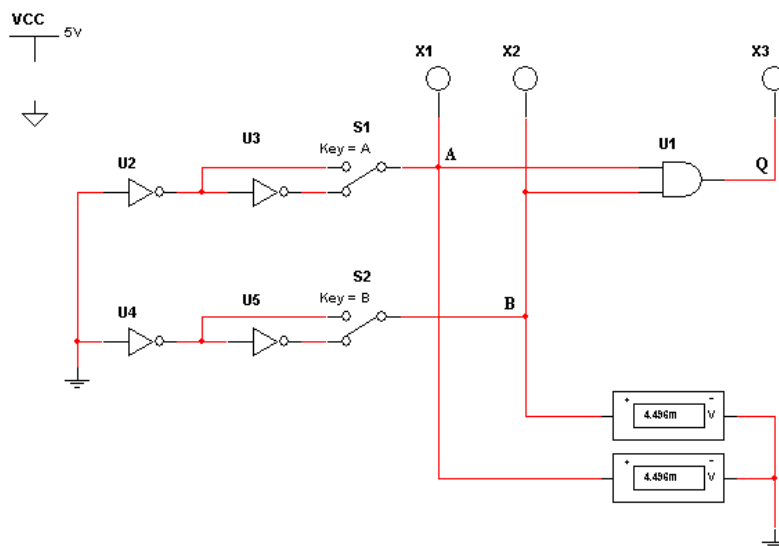 VCC
5V
X1
X2
X3
U3
S1
Key = A
U2
A
U1
Q
S2
Key = B
U4
U5
B
+
-
4.496m
V
+
-
4.496m
V